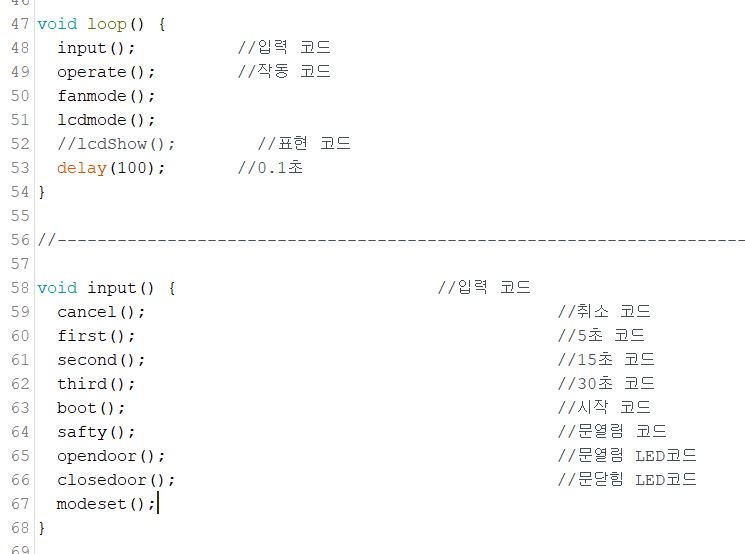 47 void loop() {
48 input(); //입력 코드
49 operate(); //작동 코드
50 fanmode();
51 lcdmode();
52 //lcdShow(); //표현 코드
53 delay(100); //0.1초
54 }
55
56 //----------------------------------------------------------------------
57
58 void input() { //입력 코드
59 cancel(); //취소 코드
60 first(); //5초 코드
61 second(); //15초 코드
62 third(); //30초 코드
63 boot(); //시작 코드
64 safty(); //문열림 코드
65 opendoor(); //문열림 LED코드
66 closedoor(); //문닫힘 LED코드
67 modeset();
68 }